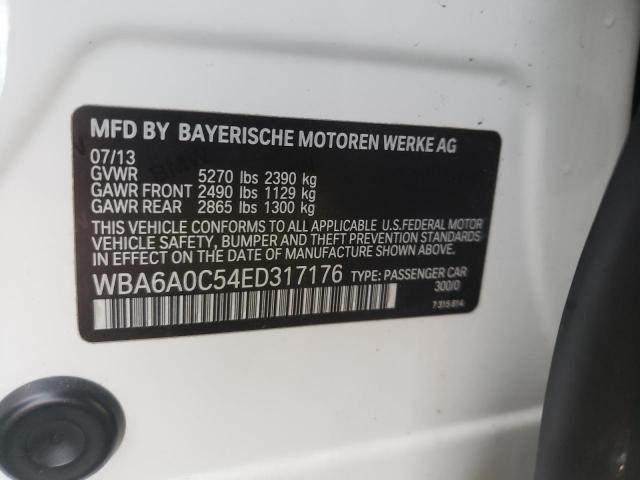 MFD BY BAYERISCHE MOTOREN WERKE AG
07/13
GVWR 5270 lbs 2390 kg
GAWR FRONT 2490 lbs 1129 kg
GAWR REAR 2865 lbs 1300 kg
THIS VEHICLE CONFORMS TO ALL APPLICABLE U.S.FEDERAL MOTOR
VEHICLE SAFETY, BUMPER AND THEFT PREVENTION STANDARDS
IN EFFECT ON THE DATE OF MANUFACTURE SHOWN ABOVE.
WBA6A0C54ED317176 TYPE: PASSENGER CAR
300/0
7 315 814